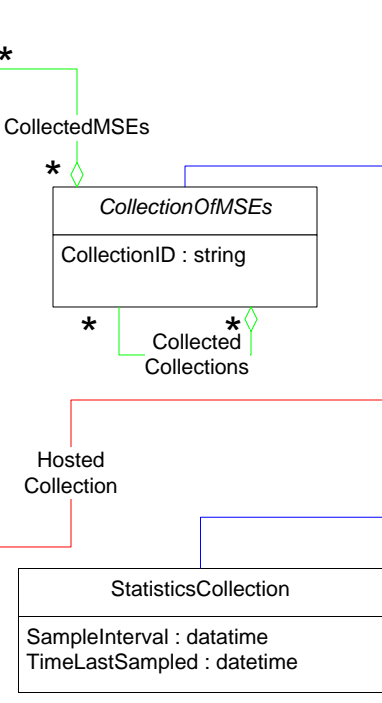 *
CollectedMSEs
*
CollectionOfMSEs
CollectionID : string
* *
Collected
Collections
Hosted
Collection
StatisticsCollection
SampleInterval : datatime
TimeLastSampled : datetime